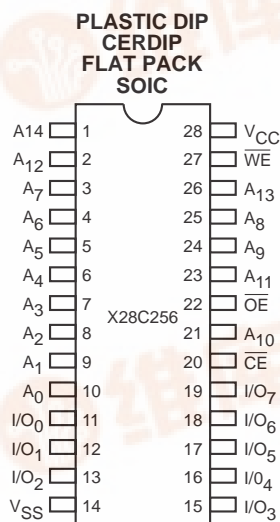 PLASTIC DIP
CERDIP
FLAT PACK
SOIC
A14 1 28 VCC
A12 2 27 WE
A7 3 26 A13
A6 4 25 A8
A5 5 24 A9
A4 6 23 A11
A3 7 22 OE
X28C256
A2 8 21 A10
A1 9 20 CE
A0 10 19 I/O7
I/O0 11 18 I/O6
I/O1 12 17 I/O5
I/O2 13 16 I/04
VSS 14 15 I/O3